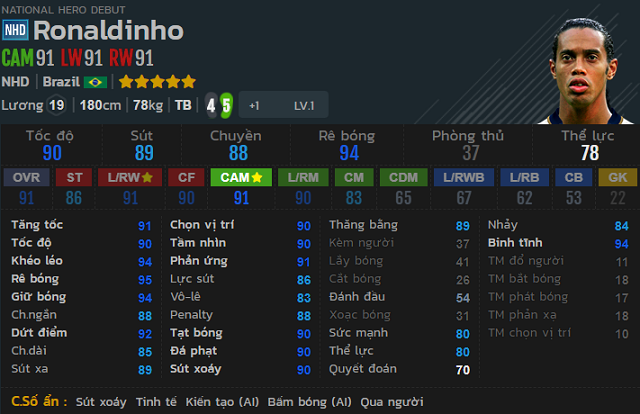 NATIONAL HERO DEBUT
NHD Ronaldinho
CAM 91 LW 91 RW 91
NHD | Brazil
Lương 19 | 180cm | 78kg | TB | 4 5 +1 LV.1
Tốc độ Sút Chuyền Rê bóng Phòng thủ Thể lực
90 89 88 94 37 78
OVR ST L/RW CF CAM L/RM CM CDM L/RWB L/RB CB GK
91 86 91 90 91 90 83 65 67 62 53 22
Tăng tốc 91 Chọn vị trí 90 Thăng bằng 89 Nhảy 84
Tốc độ 90 Tầm nhìn 90 Kèm người 37 Bình tĩnh 94
Khéo léo 94 Phản ứng 91 Lấy bóng 41 TM đổ người 11
Rê bóng 95 Lực sút 86 Cắt bóng 26 TM bắt bóng 18
Giữ bóng 94 Vô-lê 83 Đánh đầu 54 TM phát bóng 17
Ch.ngắn 88 Penalty 88 Xoạc bóng 31 TM phản xạ 18
Dứt điểm 92 Tạt bóng 90 Sức mạnh 80 TM chọn vị trí 10
Ch.dài 85 Đá phạt 90 Thể lực 80
Sút xa 89 Sút xoáy 90 Quyết đoán 70
C.Số ẩn : Sút xoáy Tinh tế Kiến tạo (AI) Bấm bóng (AI) Qua người